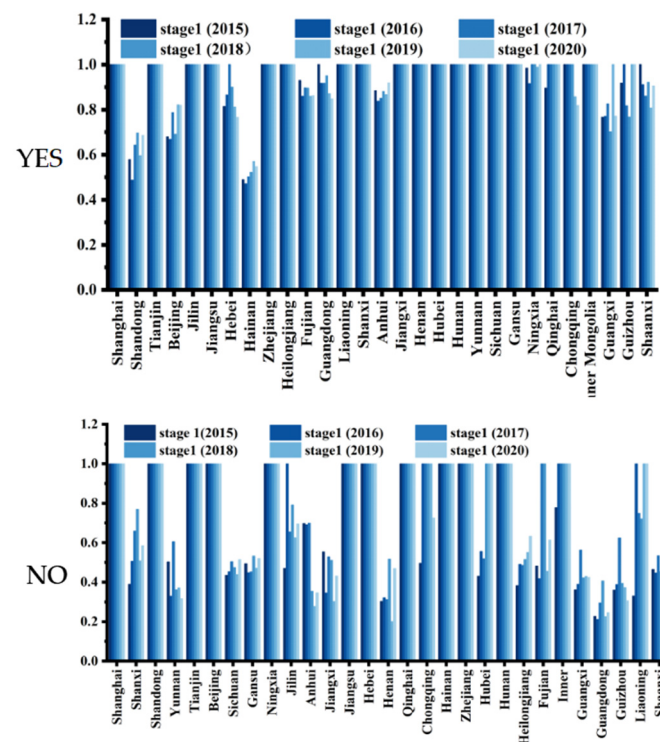 1.2
1.0
0.8
0.6
0.4
0.2
0.0
stage1 (2015) stage1 (2016) stage1 (2017)
stage1 (2018） stage1 (2019) stage1 (2020)
YES
Shanghai
Shandong
Tianjin
Beijing
Jilin
Jiangsu
Hebei
Hainan
Zhejiang
Heilongjiang
Fujian
Guangdong
Liaoning
Shanxi
Anhui
Jiangxi
Henan
Hubei
Hunan
Yunnan
Sichuan
Gansu
Ningxia
Qinghai
Chongqing
ner Mongolia
Guangxi
Guizhou
Shaanxi
1.2
1.0
0.8
0.6
0.4
0.2
0.0
stage 1(2015) stage1 (2016) stage1 (2017)
stage1 (2018) stage1 (2019) stage1 (2020)
NO
Shanghai
Shanxi
Shandong
Yunnan
Tianjin
Beijing
Sichuan
Gansu
Ningxia
Jilin
Anhui
Jiangxi
Jiangsu
Hebei
Henan
Qinghai
Chongqing
Hainan
Zhejiang
Hubei
Hunan
Heilongjiang
Fujian
Inner
Guangxi
Guangdong
Guizhou
Liaoning
Shaanxi